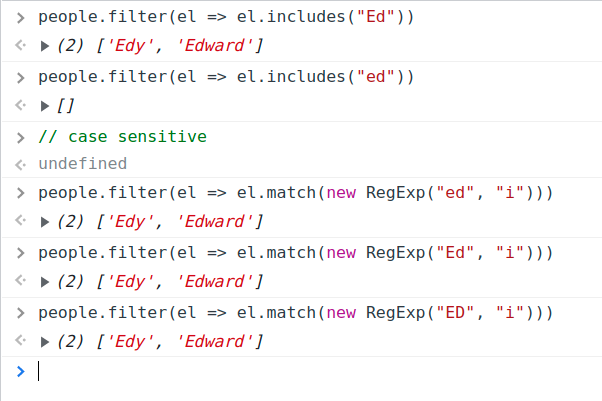 people.filter(el => el.includes("Ed"))
(2) ['Edy', 'Edward']
people.filter(el => el.includes("ed"))
[]
// case sensitive
undefined
people.filter(el => el.match(new RegExp("ed", "i")))
(2) ['Edy', 'Edward']
people.filter(el => el.match(new RegExp("Ed", "i")))
(2) ['Edy', 'Edward']
people.filter(el => el.match(new RegExp("ED", "i")))
(2) ['Edy', 'Edward']